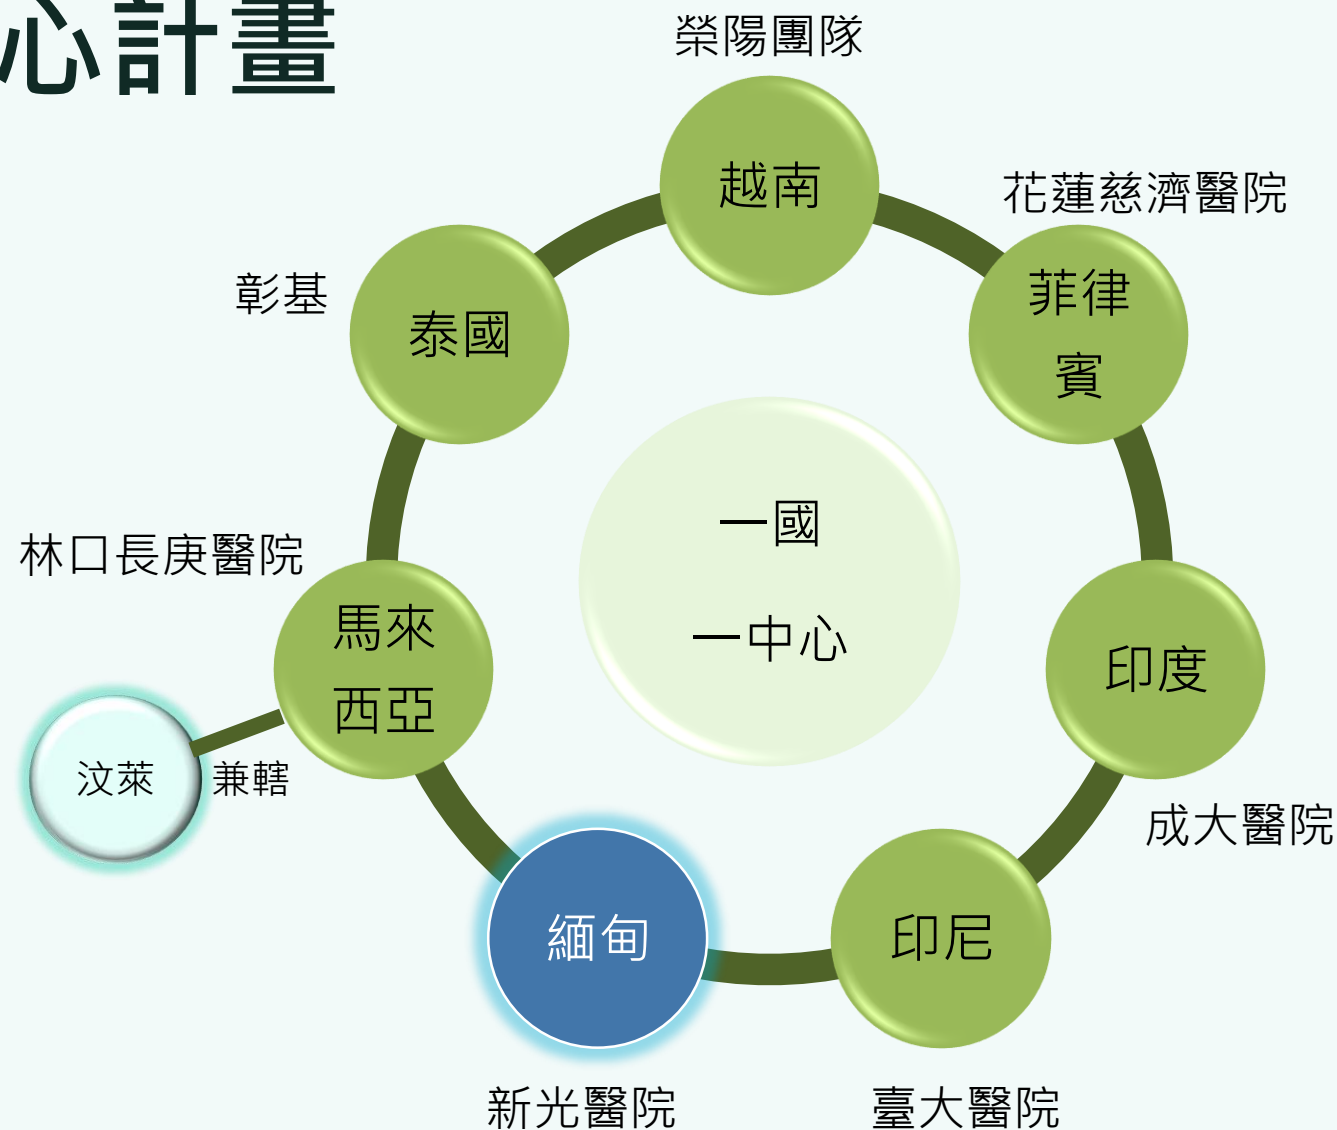 心計畫
榮陽團隊
越南
花蓮慈濟醫院
菲律
賓
彰基
泰國
一國
一中心
林口長庚醫院
馬來
西亞
印度
汶萊
兼轄
成大醫院
緬甸
印尼
新光醫院
臺大醫院